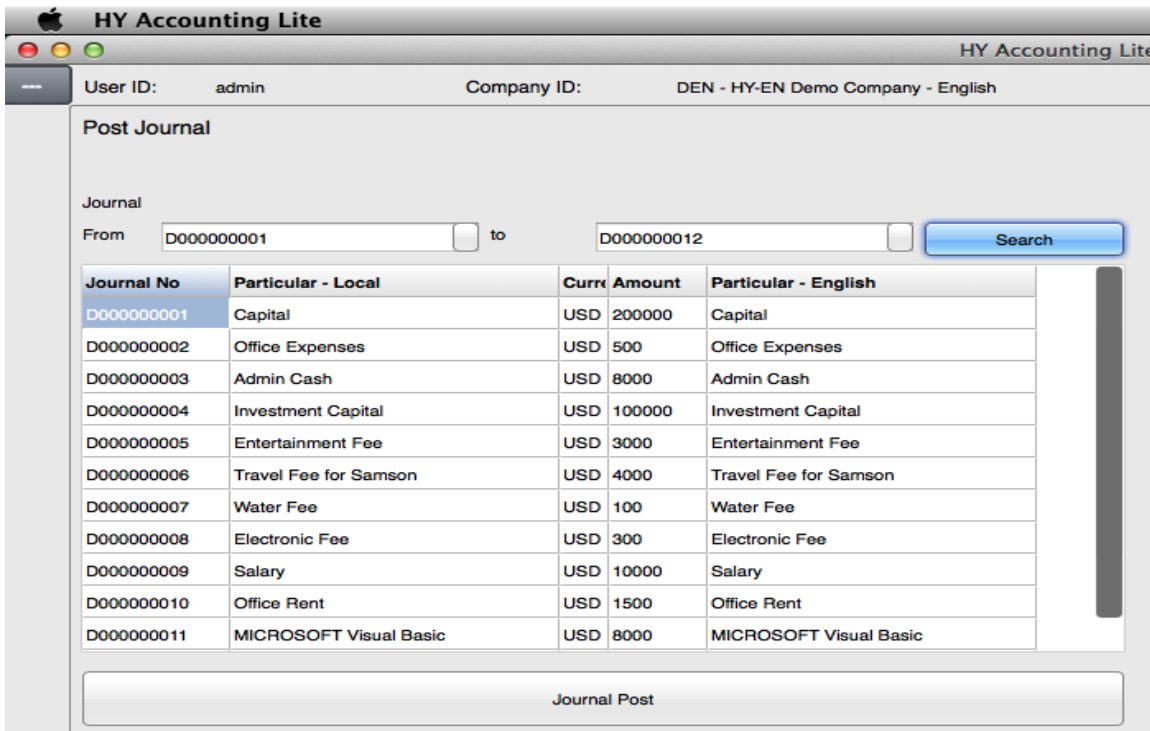 HY Accounting Lite
HY Accounting Lite
--- User ID: admin Company ID: DEN - HY-EN Demo Company - English
Post Journal
Journal
From D000000001 to D000000012 Search
Journal No Particular - Local Curre Amount Particular - English
D000000001 Capital USD 200000 Capital
D000000002 Office Expenses USD 500 Office Expenses
D000000003 Admin Cash USD 8000 Admin Cash
D000000004 Investment Capital USD 100000 Investment Capital
D000000005 Entertainment Fee USD 3000 Entertainment Fee
D000000006 Travel Fee for Samson USD 4000 Travel Fee for Samson
D000000007 Water Fee USD 100 Water Fee
D000000008 Electronic Fee USD 300 Electronic Fee
D000000009 Salary USD 10000 Salary
D000000010 Office Rent USD 1500 Office Rent
D000000011 MICROSOFT Visual Basic USD 8000 MICROSOFT Visual Basic
Journal Post